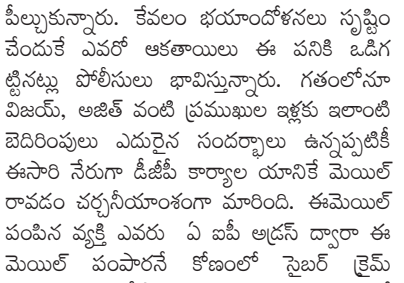 పీల్చుకున్నారు. కేవలం భయాందోళనలు సృష్టిం
చేందుకే ఎవరో ఆకతాయిలు ఈ పనికి ఒడిగ
ట్టినట్లు పోలీసులు భావిస్తున్నారు. గతంలోనూ
విజయ్, అజిత్ వంటి ప్రముఖుల ఇళ్లకు ఇలాంటి
బెదిరింపులు ఎదురైన సందర్భాలు ఉన్నప్పటికీ
ఈసారి నేరుగా డీజీపీ కార్యాల యానికే మెయిల్
రావడం చర్చనీయాంశంగా మారింది. ఈమెయిల్
పంపిన వ్యక్తి ఎవరు ఏ ఐపీ అడ్రస్ ద్వారా ఈ
మెయిల్ పంపారనే కోణంలో సైబర్ క్రైమ్